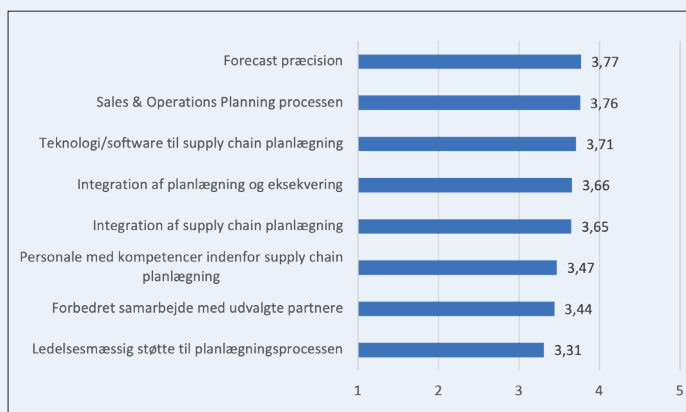 Forecast præcision 3,77
Sales & Operations Planning processen 3,76
Teknologi/software til supply chain planlægning 3,71
Integration af planlægning og eksekvering 3,66
Integration af supply chain planlægning 3,65
Personale med kompetencer indenfor supply chain
planlægning 3,47
Forbedret samarbejde med udvalgte partnere 3,44
Ledelsesmæssig støtte til planlægningsprocessen 3,31
1 2 3 4 5